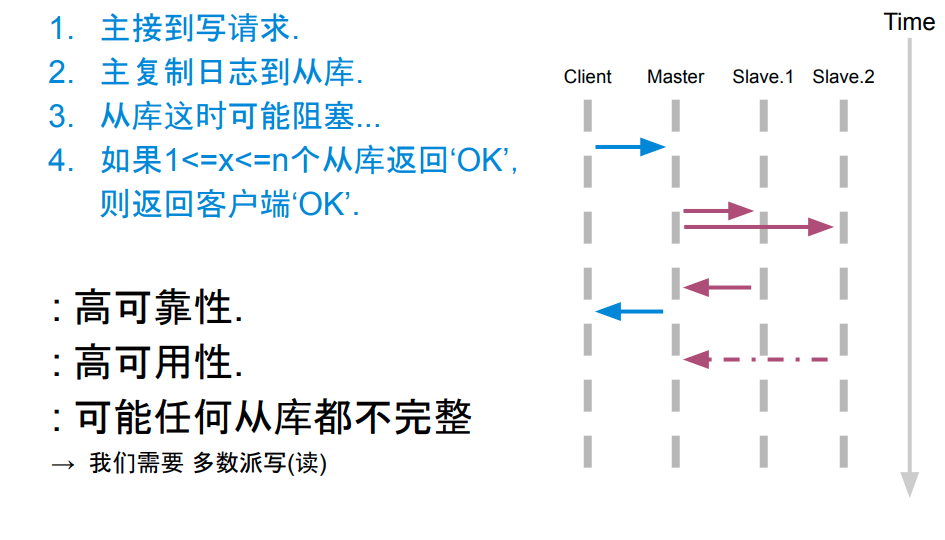 1. 主接到写请求.
2. 主复制日志到从库.
3. 从库这时可能阻塞...
4. 如果1<=x<=n个从库返回‘OK’,
则返回客户端‘OK’.
: 高可靠性.
: 高可用性.
: 可能任何从库都不完整
→ 我们需要 多数派写(读)
Time
Client Master Slave.1 Slave.2